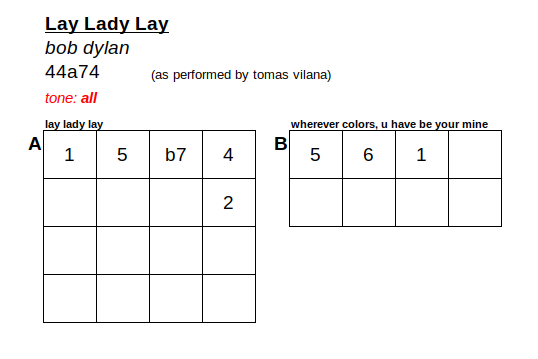 Lay Lady Lay
bob dylan
44a74 (as performed by tomas vilana)
tone: all
lay lady lay
wherever colors, u have be your mine
A
1 5 b7 4
2
B
5 6 1